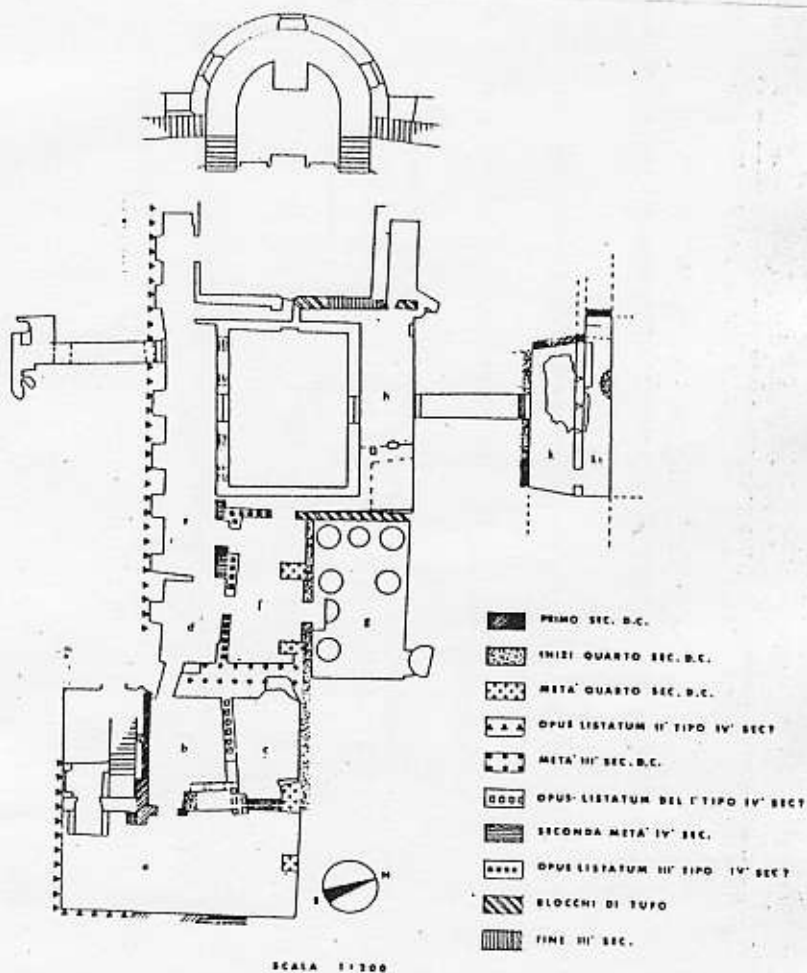 h
k
k₁
f
g
d
b
c
a
PRIMO SEC. D.C.
INIZI QUARTO SEC. D.C.
META' QUARTO SEC. D.C.
OPUS LISTATUM II° TIPO IV° SEC?
META' III° SEC. D.C.
OPUS-LISTATUM DEL I° TIPO IV° SEC?
SECONDA META' IV° SEC.
OPUS LISTATUM III° TIPO IV° SEC?
BLOCCHI DI TUFO
FINE III° SEC.
N
SCALA 1:200